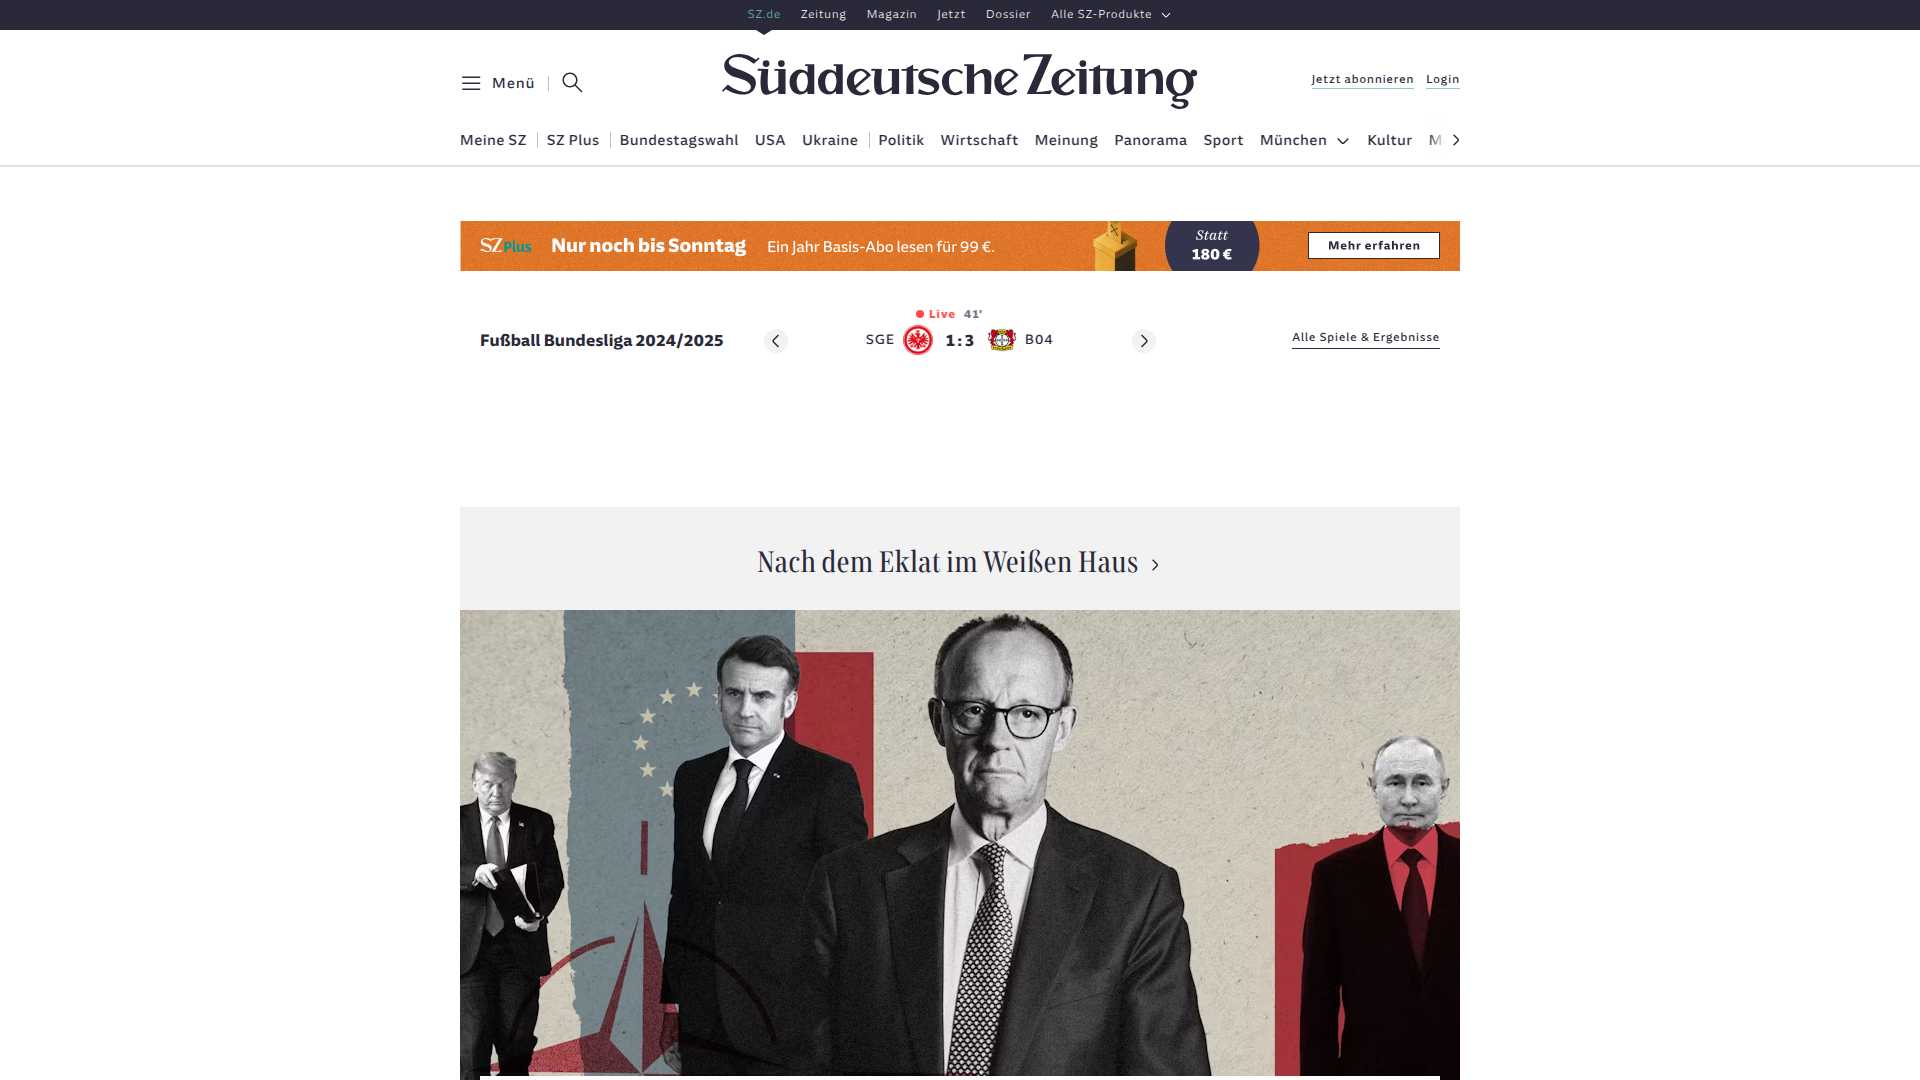 SZ.de Zeitung Magazin Jetzt Dossier Alle SZ-Produkte
Menü
Süddeutsche Zeitung
Jetzt abonnieren Login
Meine SZ SZ Plus Bundestagswahl USA Ukraine Politik Wirtschaft Meinung Panorama Sport München Kultur M
SZ Plus Nur noch bis Sonntag Ein Jahr Basis-Abo lesen für 99 €. Statt
180 €
Mehr erfahren
Live 41'
Fußball Bundesliga 2024/2025 SGE 1:3 B04 Alle Spiele & Ergebnisse
Nach dem Eklat im Weißen Haus